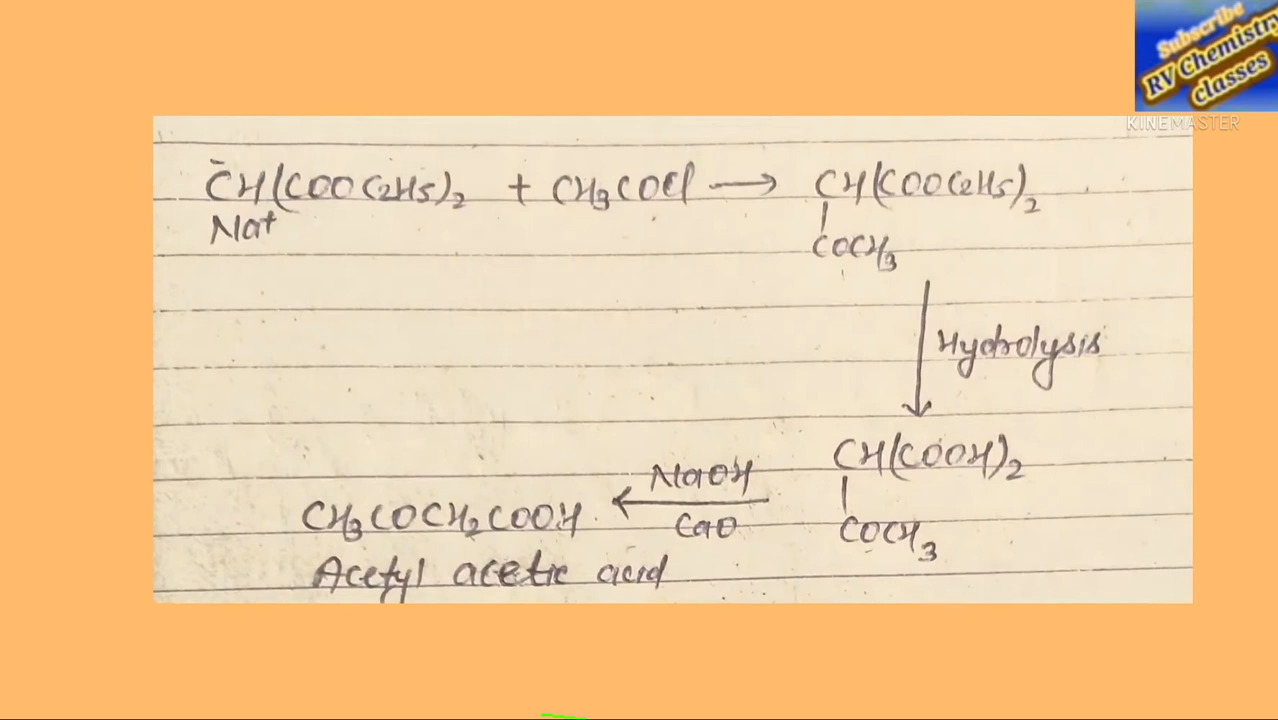 Subscribe
RV Chemistry
classes
KINEMASTER
C̄H(COOC2H5)2 + CH3COCl ⟶ CH(COOC2H5)2
Na+
|
COCH3
↓ Hydrolysis
CH(COOH)2
|
COCH3
NaOH
←
CaO
CH3COCH2COOH
Acetyl acetic acid